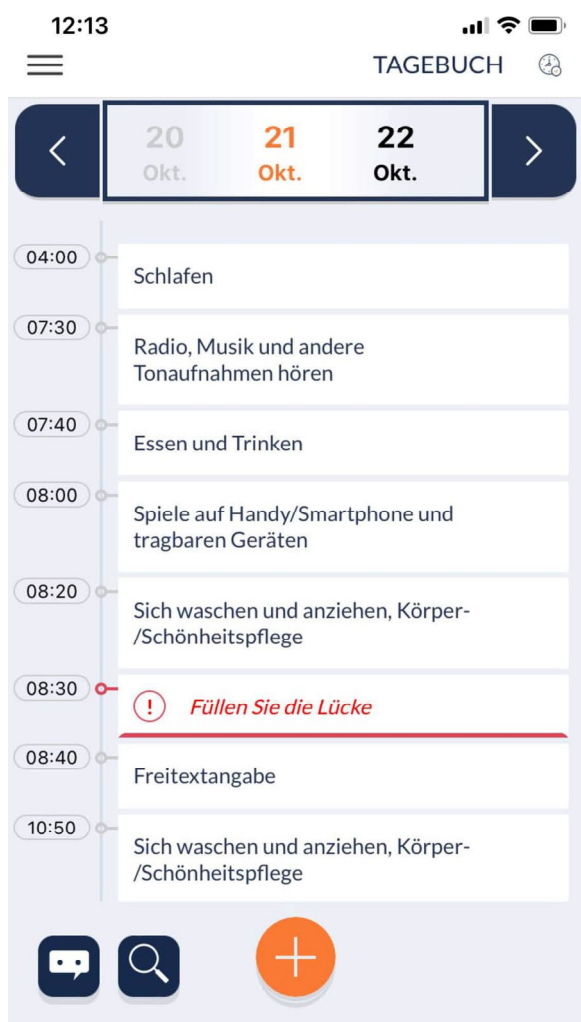 12:13
TAGEBUCH
20 21 22
Okt. Okt. Okt.
04:00
Schlafen
07:30
Radio, Musik und andere
Tonaufnahmen hören
07:40
Essen und Trinken
08:00
Spiele auf Handy/Smartphone und
tragbaren Geräten
08:20
Sich waschen und anziehen, Körper-
/Schönheitspflege
08:30
! Füllen Sie die Lücke
08:40
Freitextangabe
10:50
Sich waschen und anziehen, Körper-
/Schönheitspflege